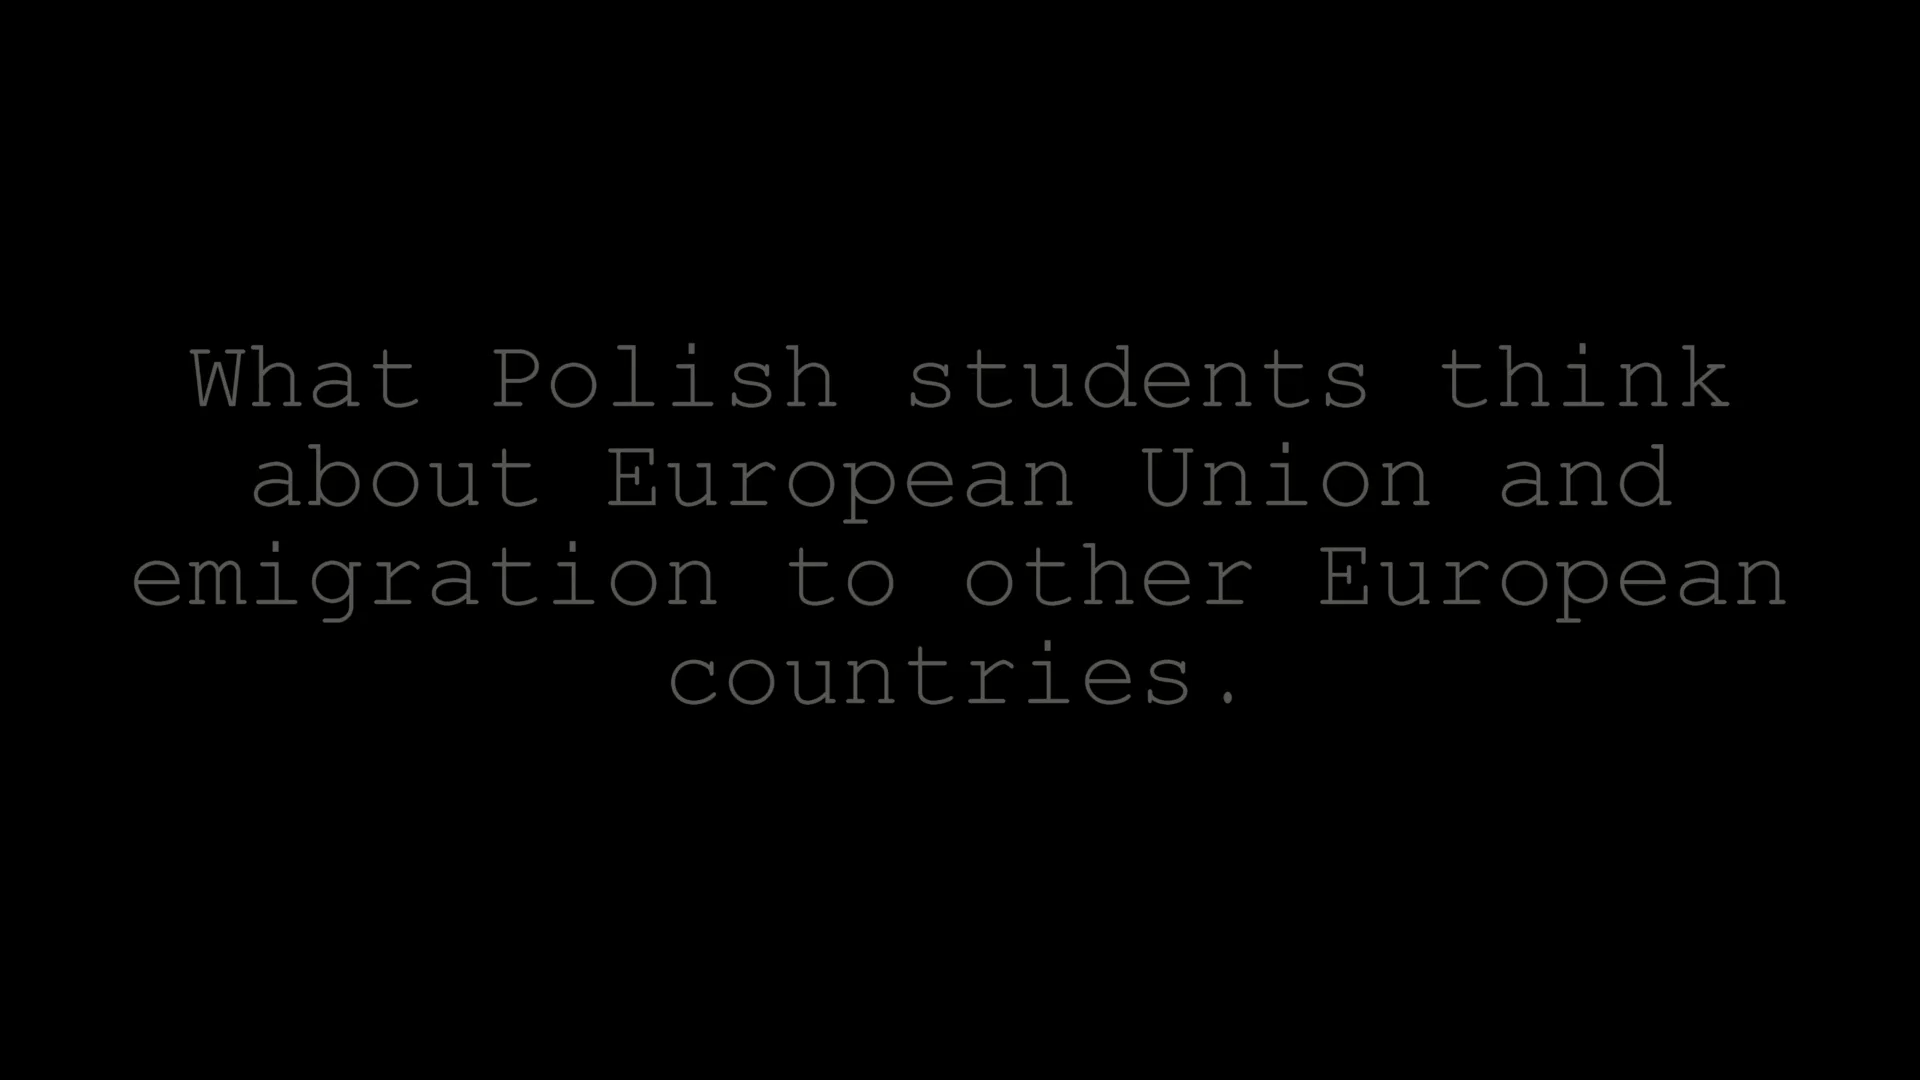 What Polish students think
about European Union and
emigration to other European
countries.